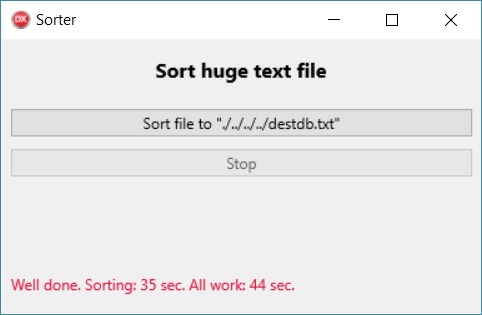 DX Sorter
Sort huge text file
Sort file to "./../../../destdb.txt"
Stop
Well done. Sorting: 35 sec. All work: 44 sec.